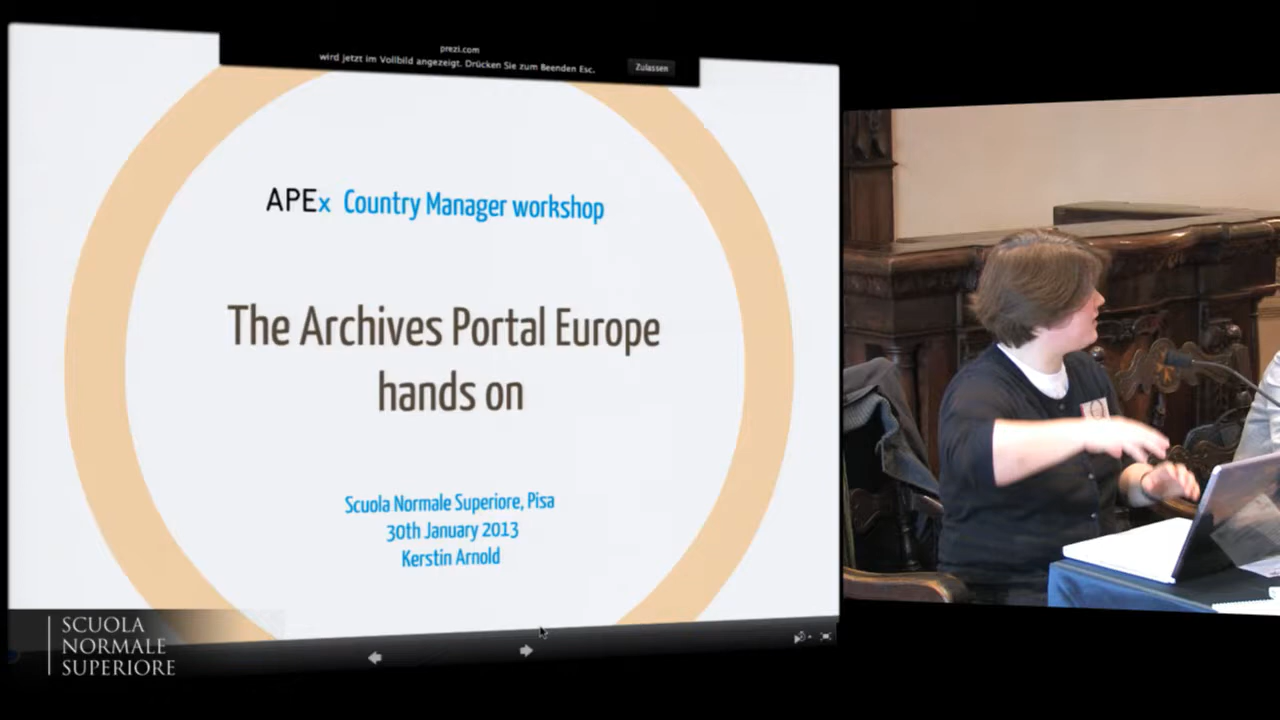 prezi.com
wird jetzt im Vollbild angezeigt. Drücken Sie zum Beenden Esc.
Zulassen
APEx Country Manager workshop
The Archives Portal Europe
hands on
Scuola Normale Superiore, Pisa
30th January 2013
Kerstin Arnold
SCUOLA
NORMALE
SUPERIORE